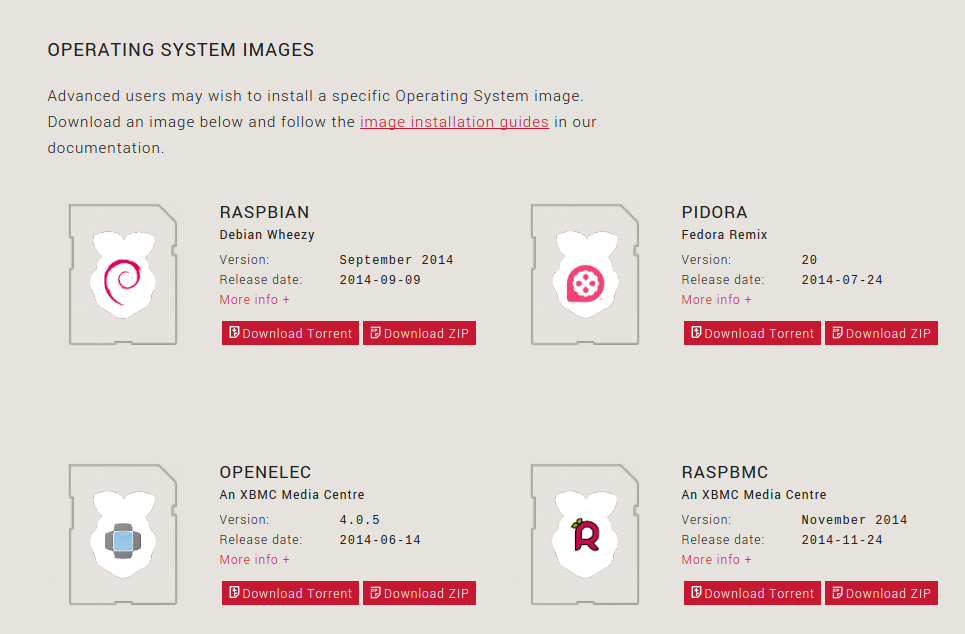 OPERATING SYSTEM IMAGES
Advanced users may wish to install a specific Operating System image.
Download an image below and follow the image installation guides in our
documentation.
RASPBIAN
Debian Wheezy
Version: September 2014
Release date: 2014-09-09
More info +
Download Torrent Download ZIP
PIDORA
Fedora Remix
Version: 20
Release date: 2014-07-24
More info +
Download Torrent Download ZIP
OPENELEC
An XBMC Media Centre
Version: 4.0.5
Release date: 2014-06-14
More info +
Download Torrent Download ZIP
RASPBMC
An XBMC Media Centre
Version: November 2014
Release date: 2014-11-24
More info +
Download Torrent Download ZIP